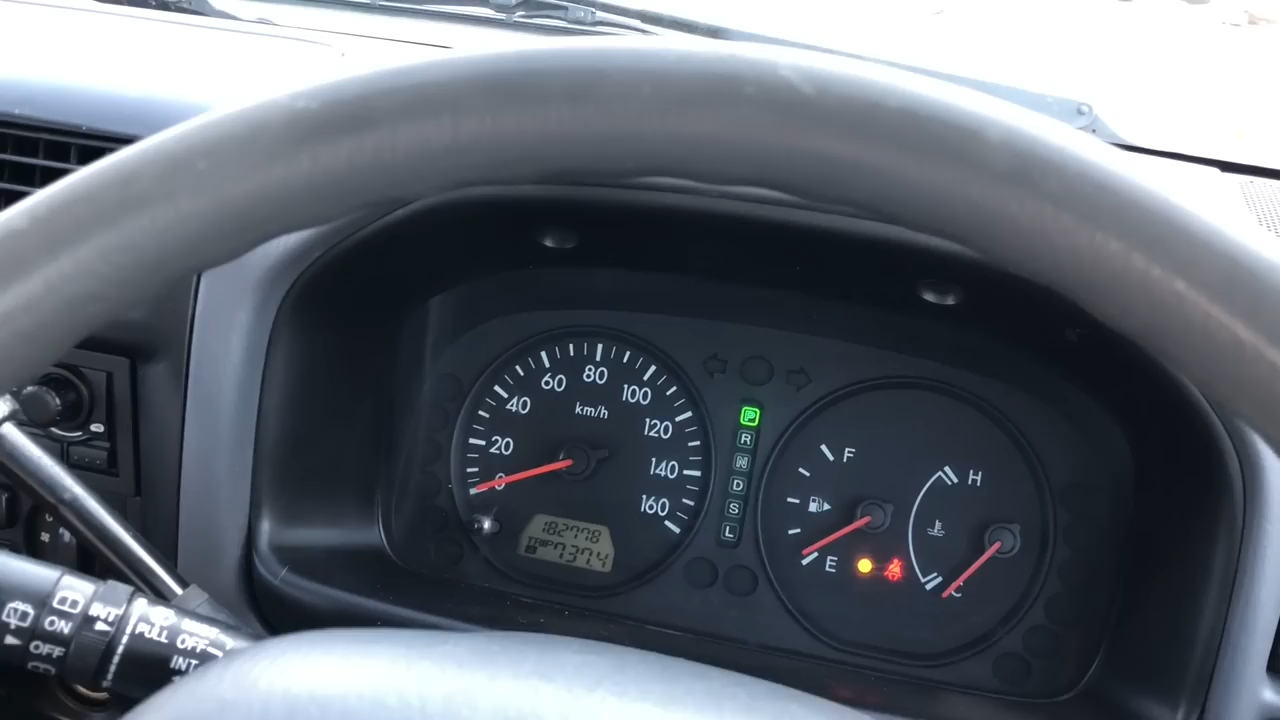 0
20
40
60
80
100
120
140
160
km/h
182778
TRIP 737.4
P
R
N
D
S
L
F
E
H
C
ON
OFF
INT
PULL OFF
INT